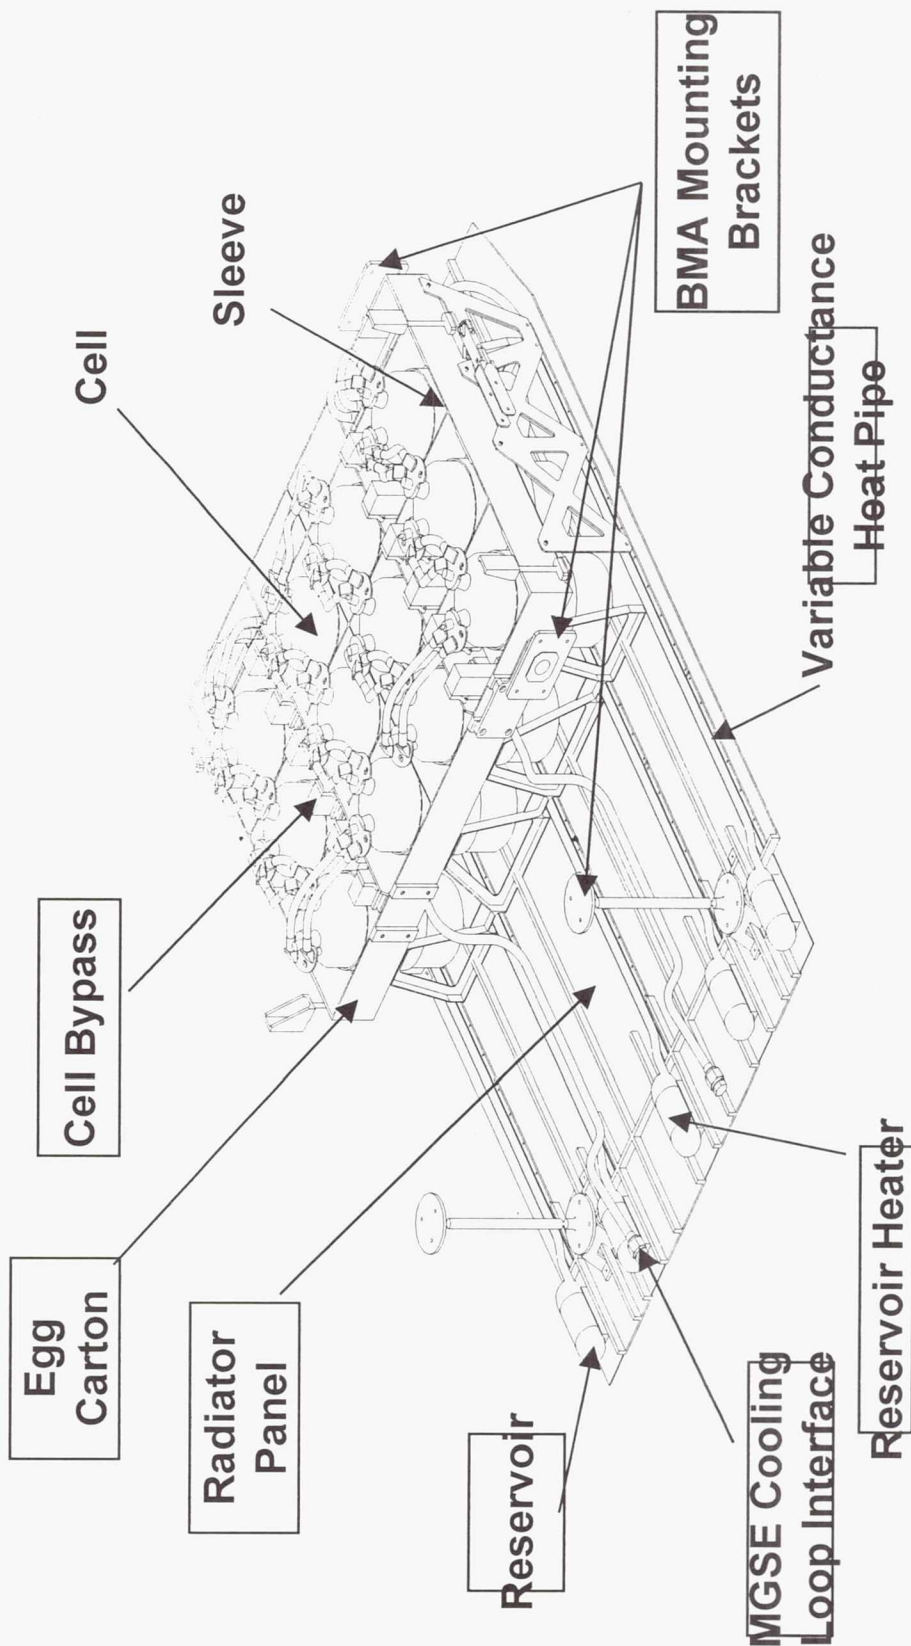 Egg
Carton
Cell Bypass
Cell
Sleeve
Radiator
Panel
Reservoir
MGSE Cooling
Loop Interface
Reservoir Heater
Variable Conductance
Heat Pipe
BMA Mounting
Brackets